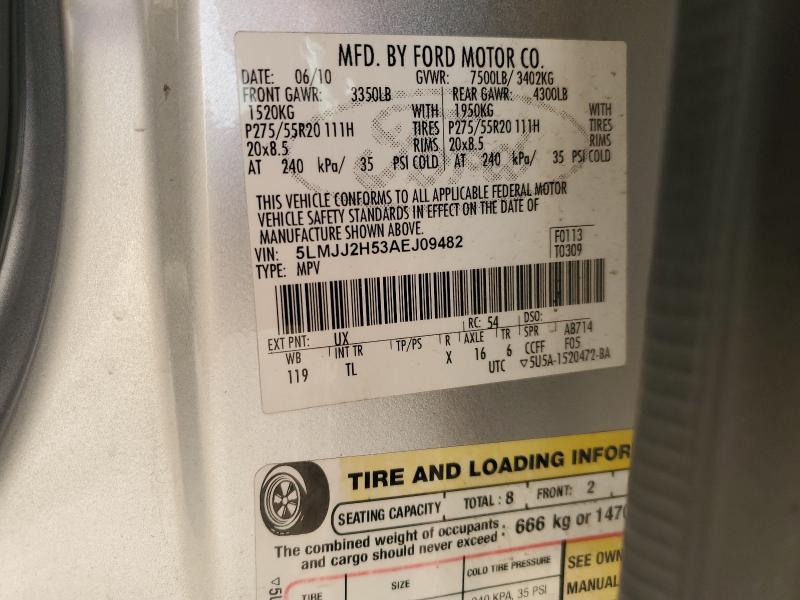 MFD. BY FORD MOTOR CO.
DATE: 06/10 GVWR: 7500LB/ 3402KG
FRONT GAWR: 3350LB REAR GAWR: 4300LB
1520KG WITH 1950KG WITH
P275/55R20 111H TIRES P275/55R20 111H TIRES
20x8.5 RIMS 20x8.5 RIMS
AT 240 kPa/ 35 PSI COLD AT 240 kPa/ 35 PSI COLD
THIS VEHICLE CONFORMS TO ALL APPLICABLE FEDERAL MOTOR
VEHICLE SAFETY STANDARDS IN EFFECT ON THE DATE OF
MANUFACTURE SHOWN ABOVE.
VIN: 5LMJJ2H53AEJ09482 F0113
TYPE: MPV T0309
EXT PNT: UX RC: 54 DSO:
WB INT TR TP/PS R AXLE TR SPR AB714
119 TL X 16 6 CCFF F05
UTC ▽5U5A-1520472-BA
TIRE AND LOADING INFOR
SEATING CAPACITY TOTAL : 8 FRONT: 2
The combined weight of occupants
and cargo should never exceed : 666 kg or 1470
TIRE SIZE COLD TIRE PRESSURE SEE OWN
240 KPA, 35 PSI MANUAL